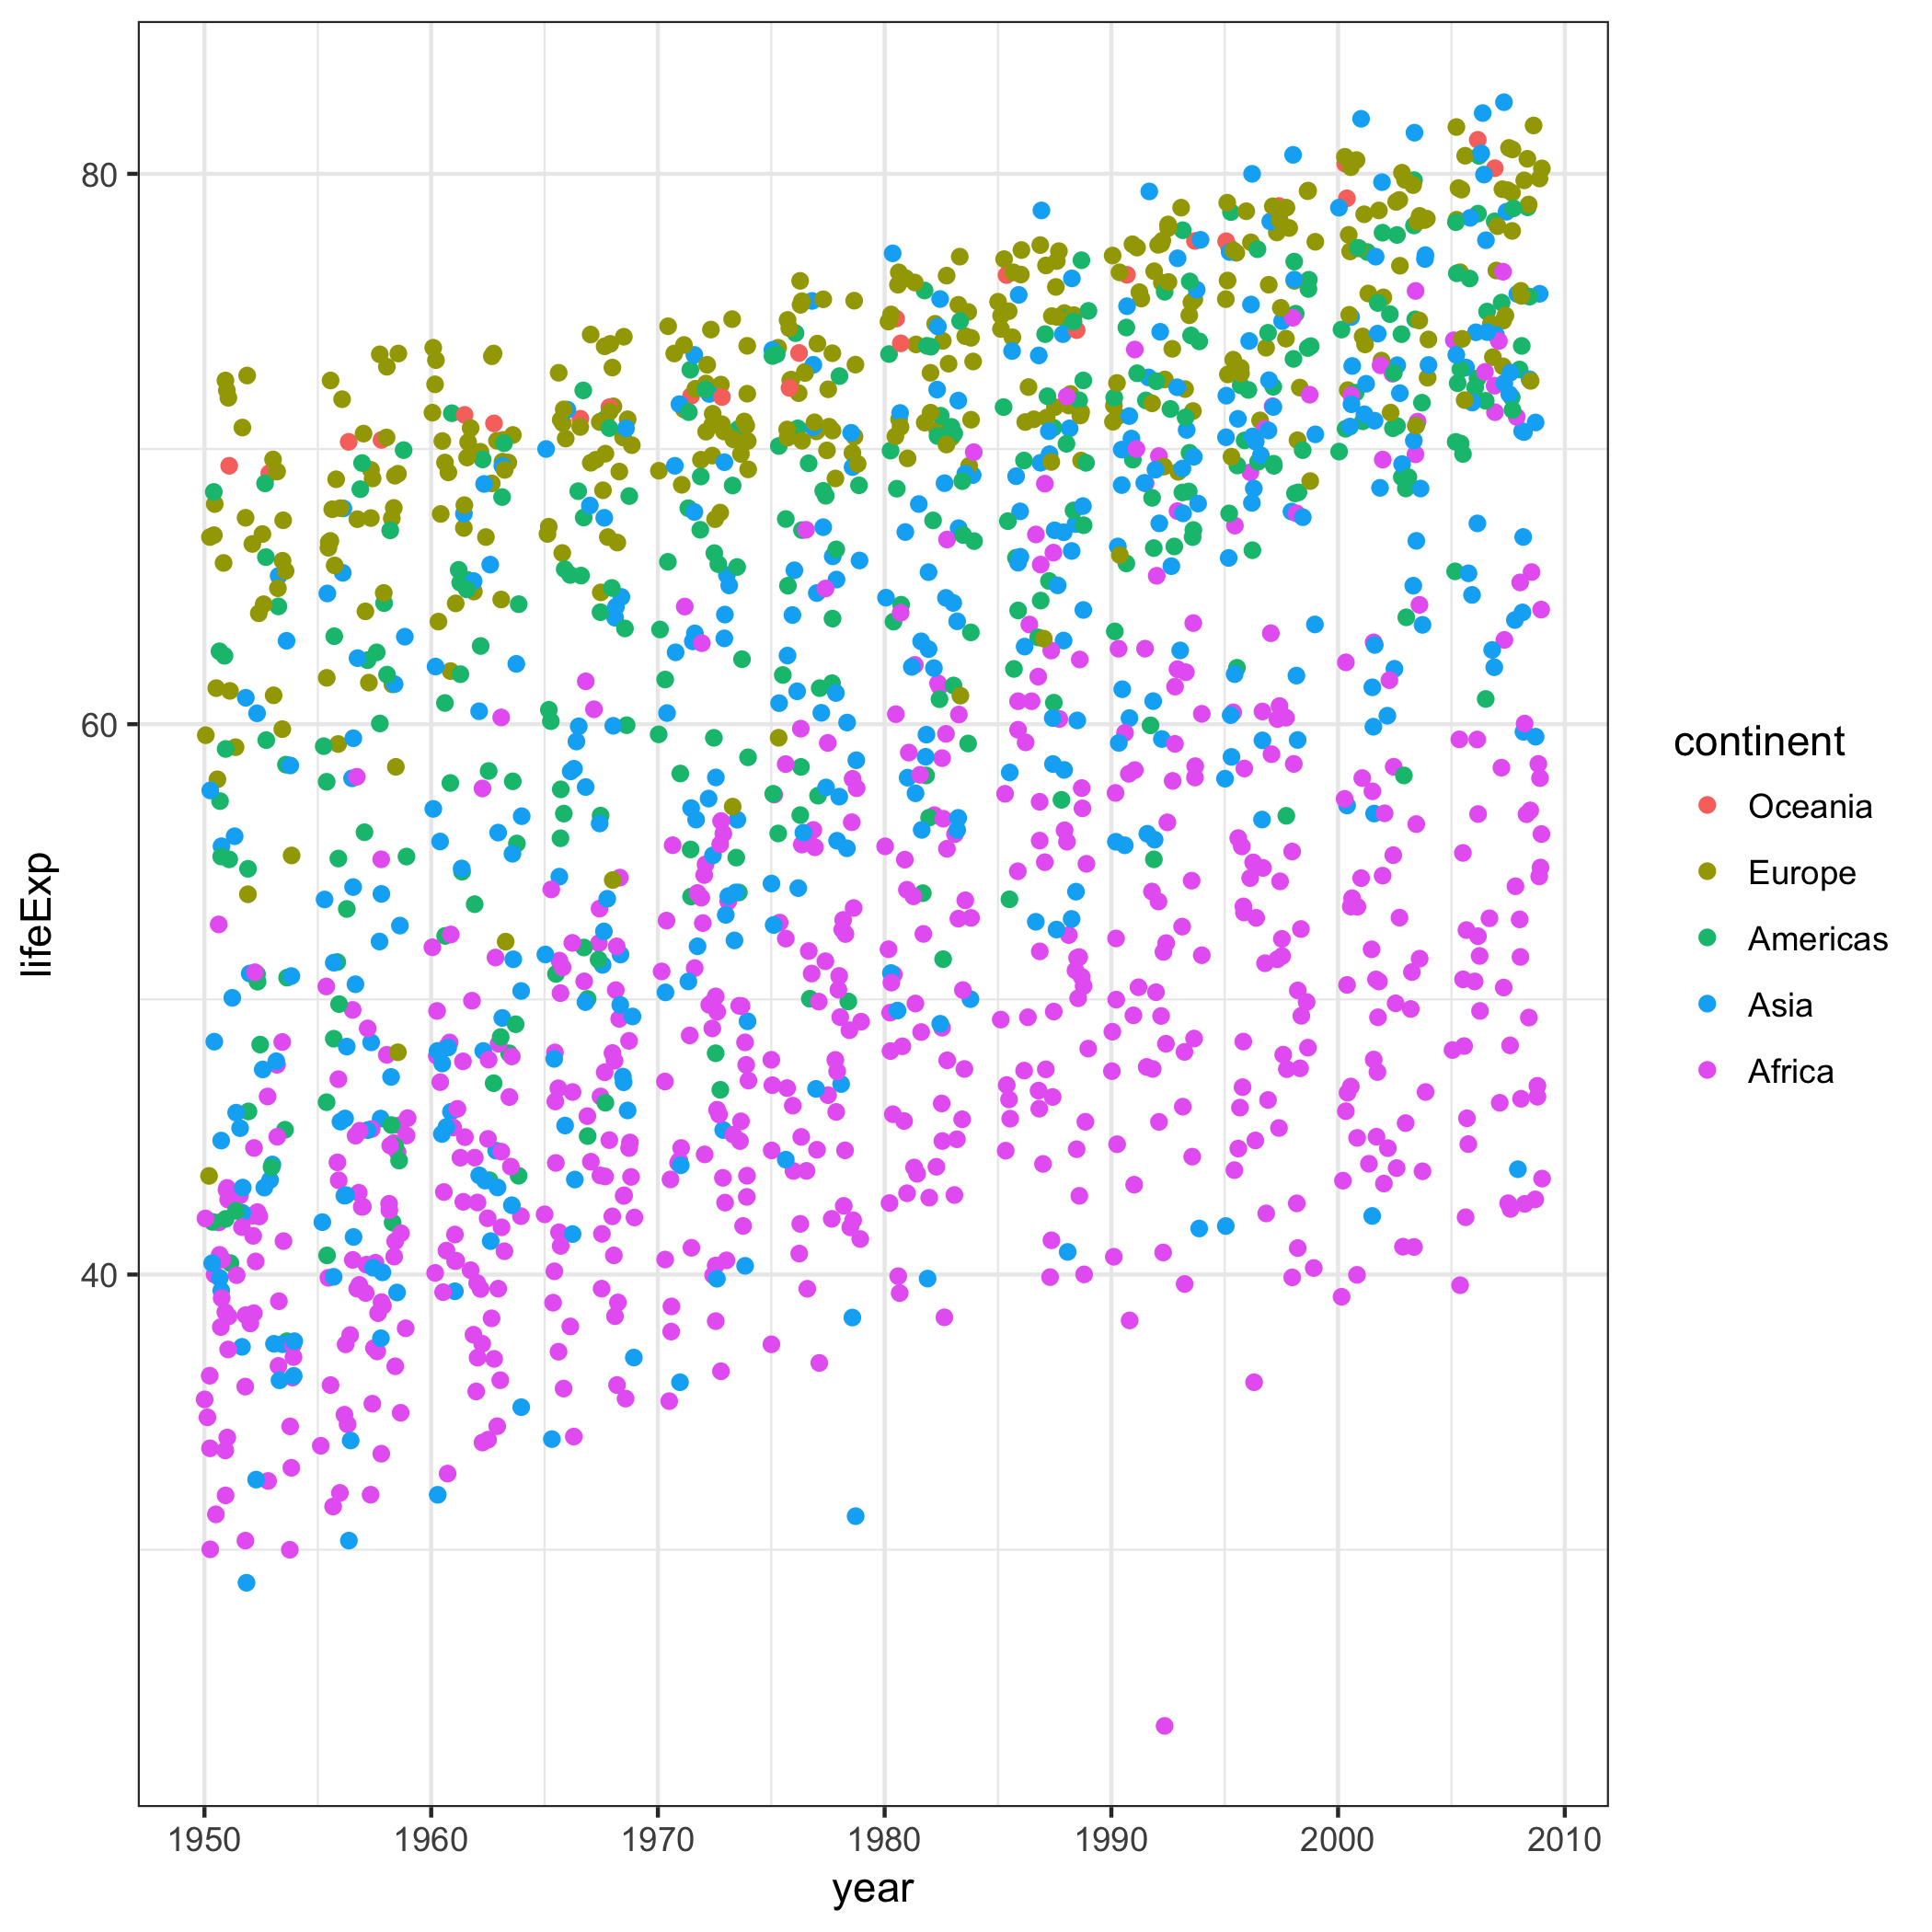 80
60
40
lifeExp
1950 1960 1970 1980 1990 2000 2010
year
continent
Oceania
Europe
Americas
Asia
Africa